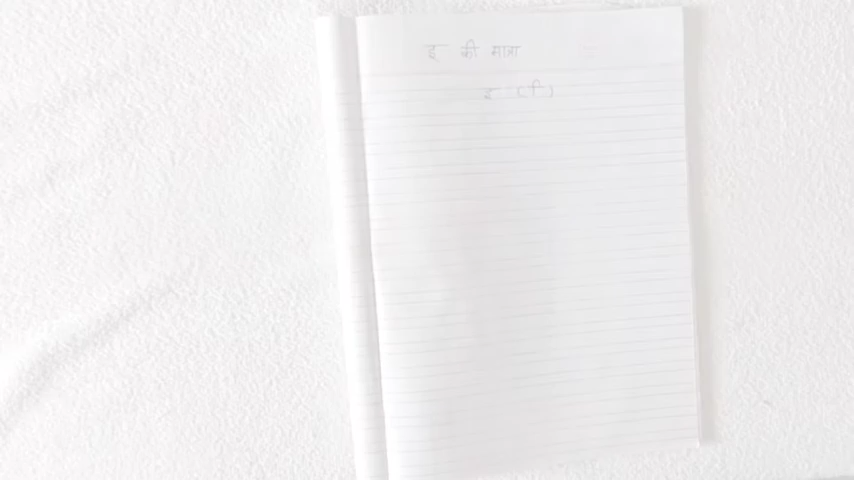 इ की मात्रा
इ ( ि )